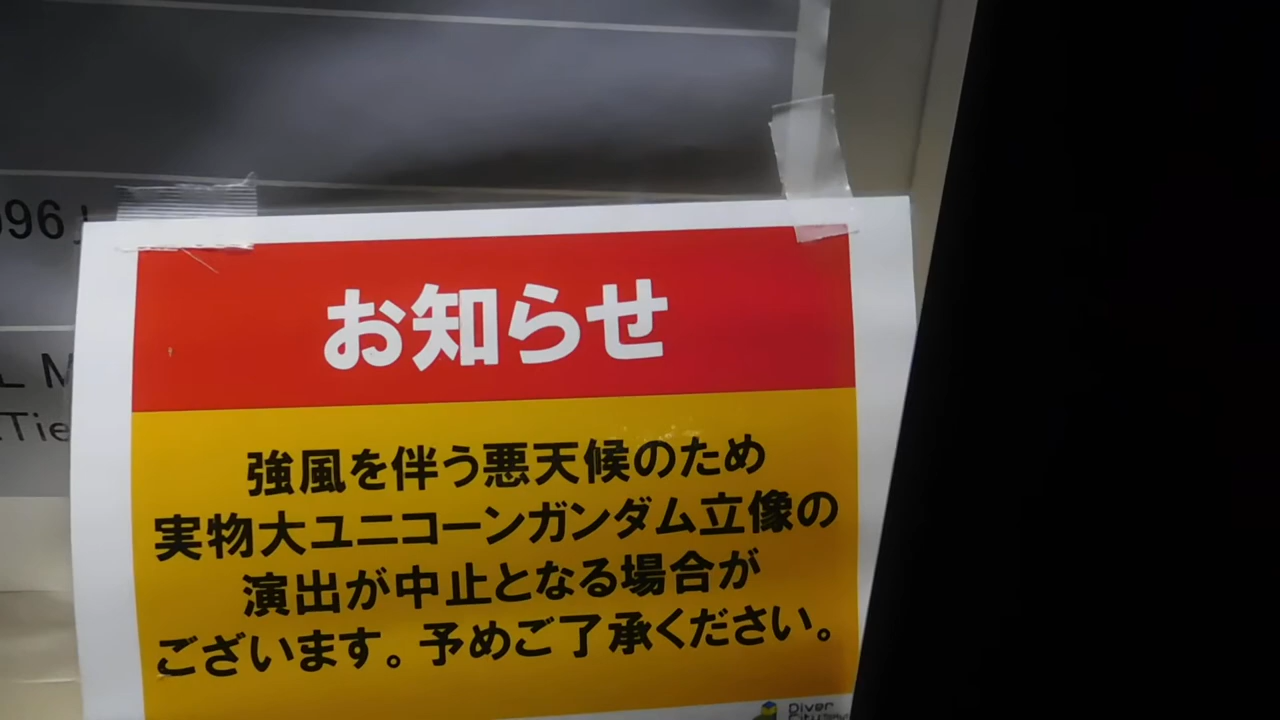 096」
L M
tTie
お知らせ
強風を伴う悪天候のため
実物大ユニコーンガンダム立像の
演出が中止となる場合が
ございます。予めご了承ください。
Diver
City